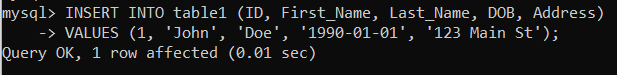 mysql> INSERT INTO table1 (ID, First_Name, Last_Name, DOB, Address)
    -> VALUES (1, 'John', 'Doe', '1990-01-01', '123 Main St');
Query OK, 1 row affected (0.01 sec)